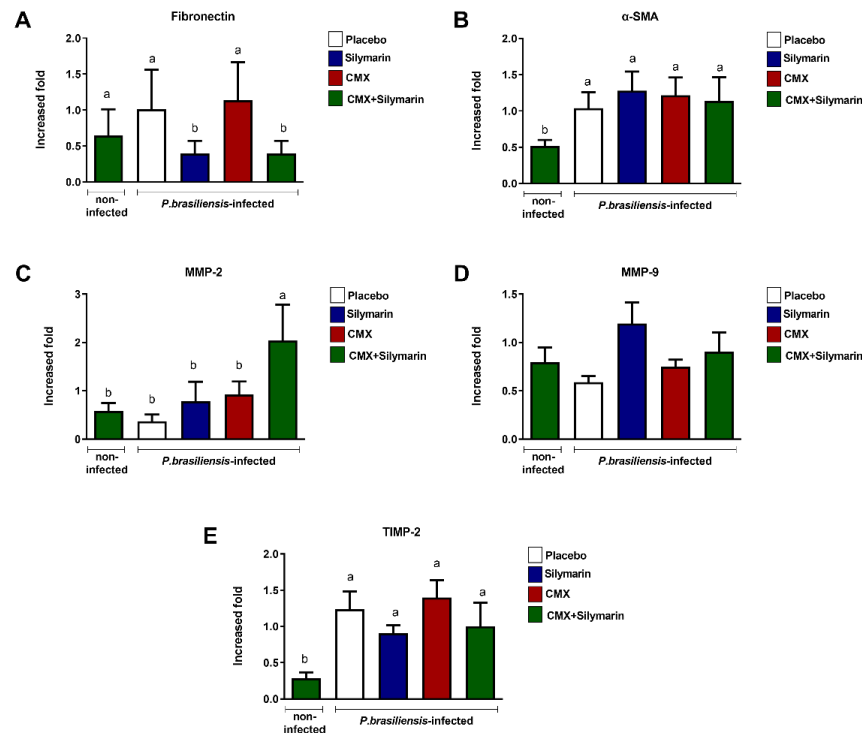 A
Fibronectin
2.0
1.5
1.0
0.5
0.0
Increased fold
a
a
b
a
b
non-
infected
P.brasiliensis-infected
Placebo
Silymarin
CMX
CMX+Silymarin
B
α-SMA
2.0
1.5
1.0
0.5
0.0
Increased fold
b
a
a
a
a
non-
infected
P.brasiliensis-infected
Placebo
Silymarin
CMX
CMX+Silymarin
C
MMP-2
3
2
1
0
Increased fold
b
b
b
b
a
non-
infected
P.brasiliensis-infected
Placebo
Silymarin
CMX
CMX+Silymarin
D
MMP-9
1.5
1.0
0.5
0.0
Increased fold
non-
infected
P.brasiliensis-infected
Placebo
Silymarin
CMX
CMX+Silymarin
E
TIMP-2
2.0
1.5
1.0
0.5
0.0
Increased fold
b
a
a
a
a
non-
infected
P.brasiliensis-infected
Placebo
Silymarin
CMX
CMX+Silymarin